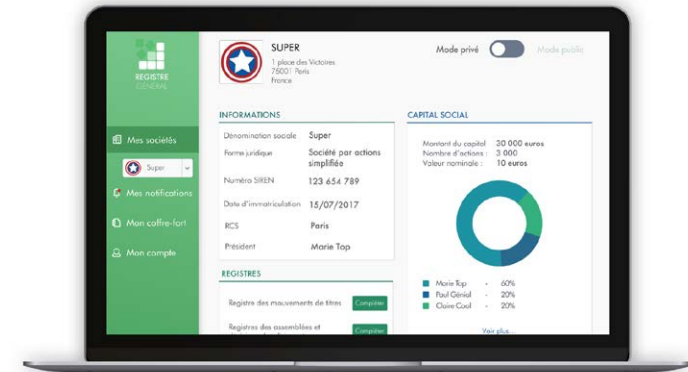 REGISTRE
GENERAL
Mes sociétés
Super
Mes notifications
Mon coffre-fort
Mon compte
SUPER
1 place des Victoires
75001 Paris
France
Mode privé
Mode public
INFORMATIONS
Dénomination sociale Super
Forme juridique Société par actions
simplifiée
Numéro SIREN 123 654 789
Date d'immatriculation 15/07/2017
RCS Paris
Président Marie Top
REGISTRES
Registre des mouvements de titres Compléter
Registres des assemblées et
Compléter
CAPITAL SOCIAL
Montant du capital 30 000 euros
Nombre d'actions : 3 000
Valeur nominale : 10 euros
Marie Top - 60%
Paul Génial - 20%
Claire Cool - 20%
Voir plus...